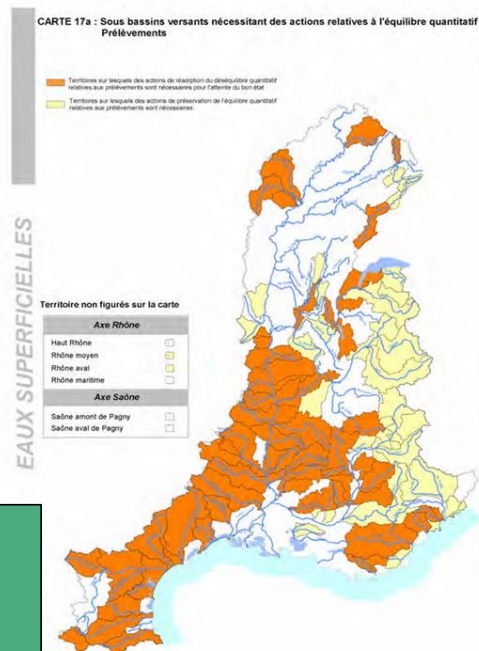 CARTE 17a : Sous bassins versants nécessitant des actions relatives à l'équilibre quantitatif
Prélèvements
Territoires sur lesquels des actions de résorption du déséquilibre quantitatif
relatives aux prélèvements sont nécessaires pour l'atteinte du bon état
Territoires sur lesquels des actions de préservation de l'équilibre quantitatif
relatives aux prélèvements sont nécessaires
EAUX SUPERFICIELLES
Territoire non figurés sur la carte
Axe Rhône
Haut Rhône
Rhône moyen
Rhône aval
Rhône maritime
Axe Saône
Saône amont de Pagny
Saône aval de Pagny